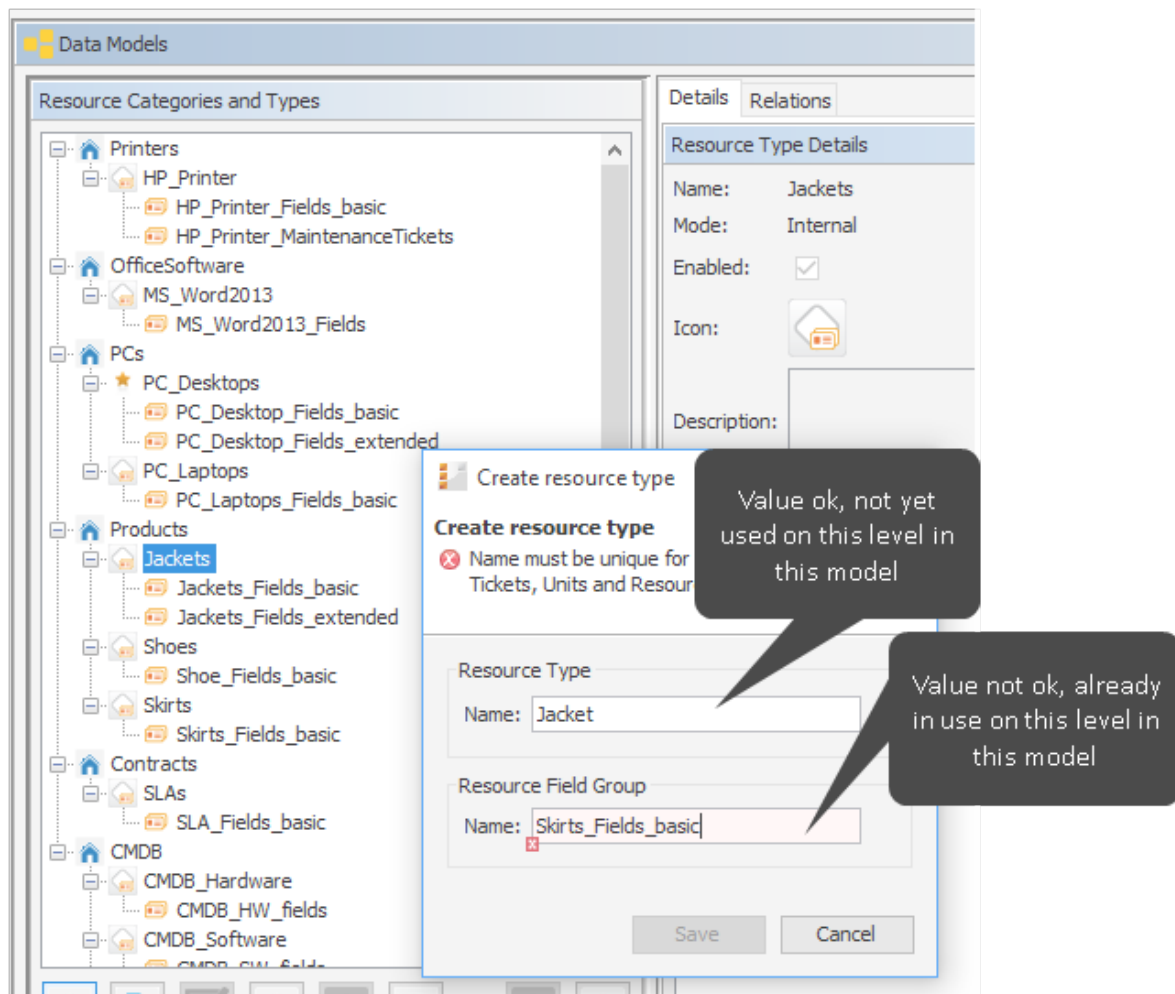 Data Models
Resource Categories and Types
Printers
HP_Printer
HP_Printer_Fields_basic
HP_Printer_MaintenanceTickets
OfficeSoftware
MS_Word2013
MS_Word2013_Fields
PCs
PC_Desktops
PC_Desktop_Fields_basic
PC_Desktop_Fields_extended
PC_Laptops
PC_Laptops_Fields_basic
Products
Jackets
Jackets_Fields_basic
Jackets_Fields_extended
Shoes
Shoe_Fields_basic
Skirts
Skirts_Fields_basic
Contracts
SLAs
SLA_Fields_basic
CMDB
CMDB_Hardware
CMDB_HW_fields
CMDB_Software
Details Relations
Resource Type Details
Name: Jackets
Mode: Internal
Enabled:
Icon:
Description:
Create resource type
Create resource type
Name must be unique for
Tickets, Units and Resour
Resource Type
Name: Jacket
Resource Field Group
Name: Skirts_Fields_basic
Save Cancel
Value ok, not yet
used on this level in
this model
Value not ok, already
in use on this level in
this model